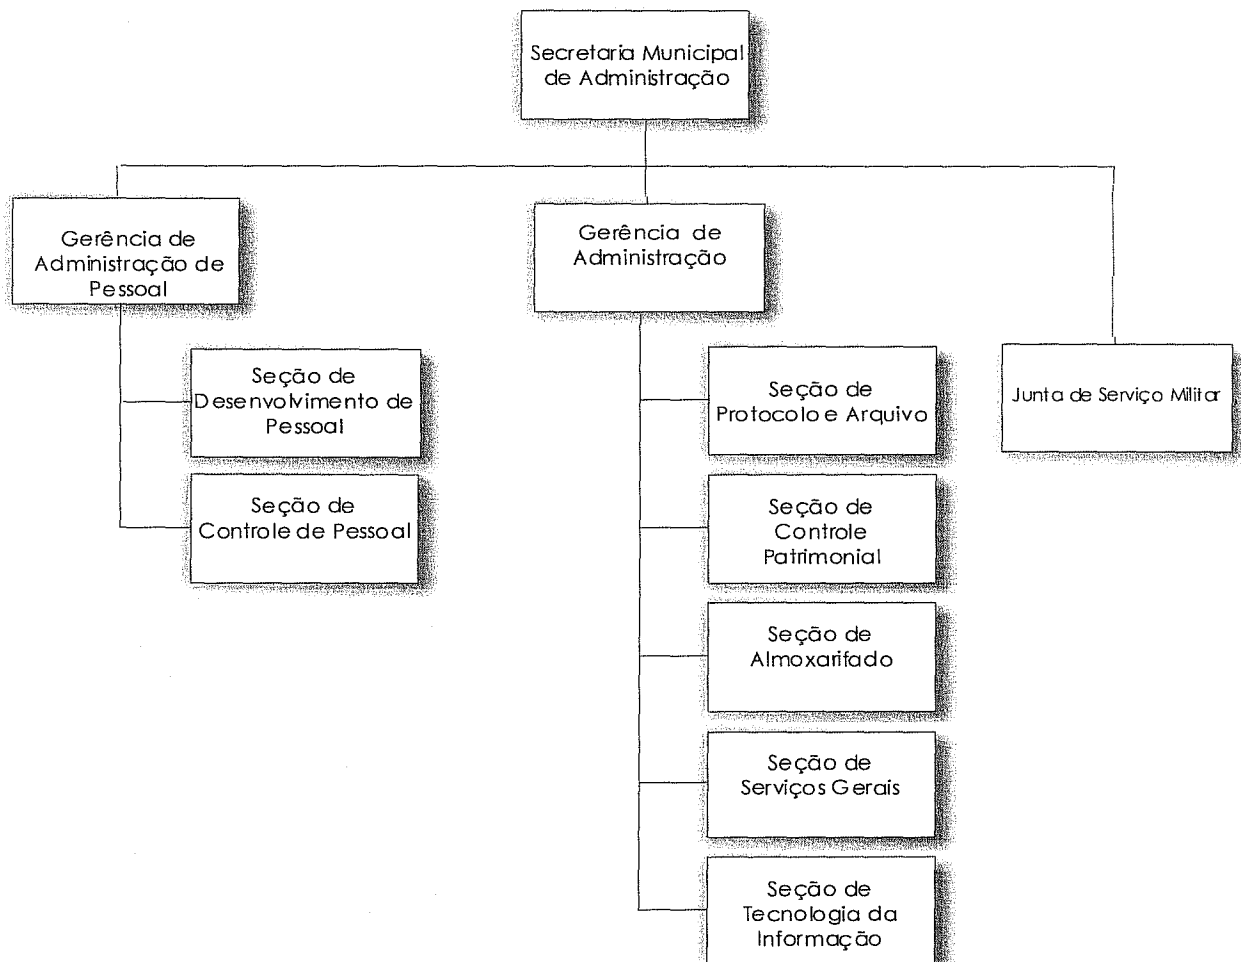 Secretaria Municipal
de Administração
Gerência de
Administração de
Pessoal
Seção de
Desenvolvimento de
Pessoal
Seção de
Controle de Pessoal
Gerência de
Administração
Seção de
Protocolo e Arquivo
Seção de
Controle
Patrimonial
Seção de
Almoxarifado
Seção de
Serviços Gerais
Seção de
Tecnologia da
Informação
Junta de Serviço Militar